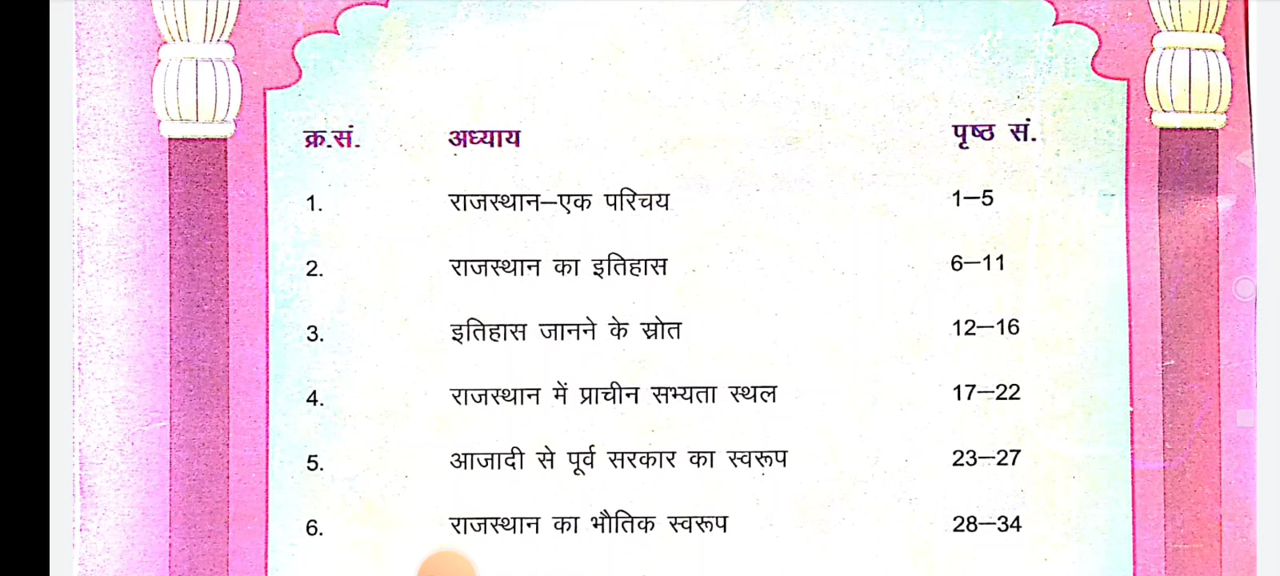 क्र.सं. अध्याय पृष्ठ सं.
1. राजस्थान–एक परिचय 1–5
2. राजस्थान का इतिहास 6–11
3. इतिहास जानने के स्रोत 12–16
4. राजस्थान में प्राचीन सभ्यता स्थल 17–22
5. आजादी से पूर्व सरकार का स्वरूप 23–27
6. राजस्थान का भौतिक स्वरूप 28–34